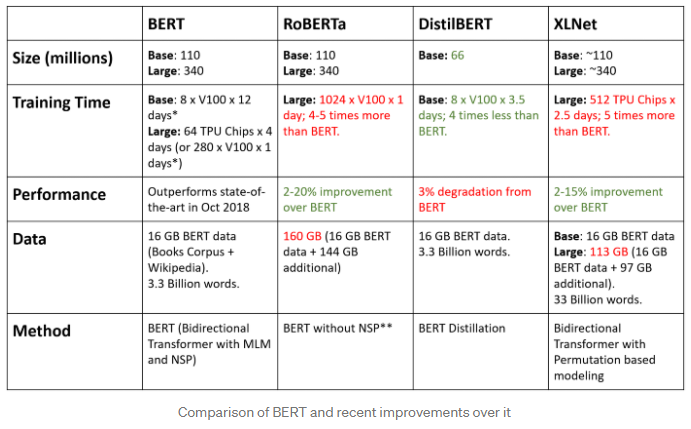 BERT RoBERTa DistilBERT XLNet
Size (millions)
Base: 110
Large: 340
Base: 110
Large: 340
Base: 66
Base: ~110
Large: ~340
Training Time
Base: 8 x V100 x 12
days*
Large: 64 TPU Chips x 4
days (or 280 x V100 x 1
days*)
Large: 1024 x V100 x 1
day; 4-5 times more
than BERT.
Base: 8 x V100 x 3.5
days; 4 times less than
BERT.
Large: 512 TPU Chips x
2.5 days; 5 times more
than BERT.
Performance
Outperforms state-of-
the-art in Oct 2018
2-20% improvement
over BERT
3% degradation from
BERT
2-15% improvement
over BERT
Data
16 GB BERT data
(Books Corpus +
Wikipedia).
3.3 Billion words.
160 GB (16 GB BERT
data + 144 GB
additional)
16 GB BERT data.
3.3 Billion words.
Base: 16 GB BERT data
Large: 113 GB (16 GB
BERT data + 97 GB
additional).
33 Billion words.
Method
BERT (Bidirectional
Transformer with MLM
and NSP)
BERT without NSP**
BERT Distillation
Bidirectional
Transformer with
Permutation based
modeling
Comparison of BERT and recent improvements over it